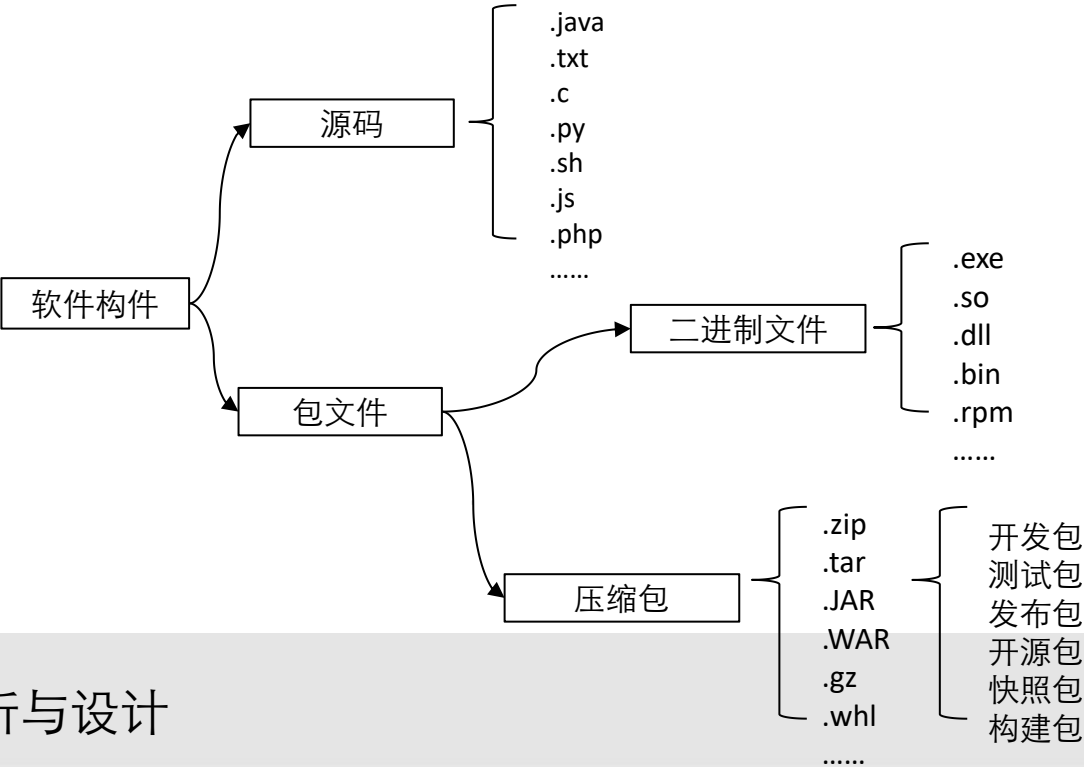 .java
.txt
.c
.py
.sh
.js
.php
……
源码
软件构件
包文件
二进制文件
.exe
.so
.dll
.bin
.rpm
……
压缩包
.zip
.tar
.JAR
.WAR
.gz
.whl
……
开发包
测试包
发布包
开源包
快照包
构建包
析与设计